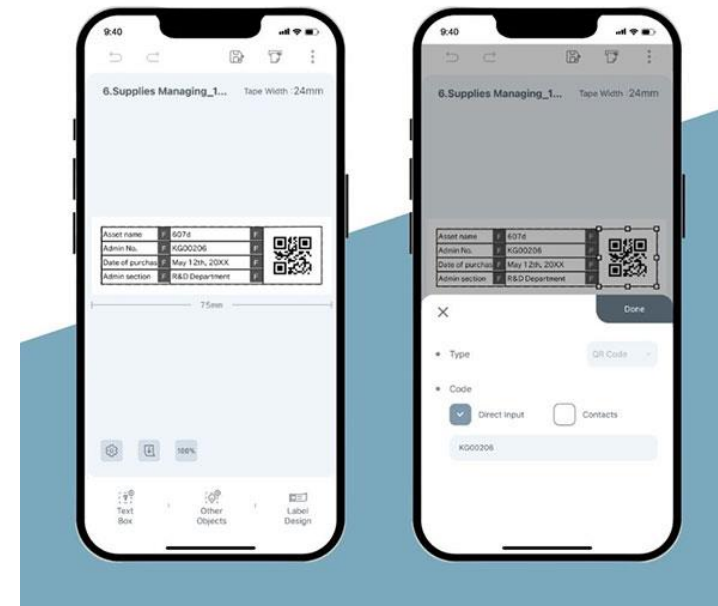 9:40
6.Supplies Managing_1... Tape Width :24mm
Asset name F 607d F
Admin No. F KG00206 F
Date of purchas F May 12th, 20XX F
Admin section F R&D Department F
75mm
100%
Text Box
Other Objects
Label Design
9:40
6.Supplies Managing_1... Tape Width :24mm
Asset name F 607d F
Admin No. F KG00206 F
Date of purchas F May 12th, 20XX F
Admin section F R&D Department F
Done
Type QR Code
Code
Direct Input Contacts
KG00206